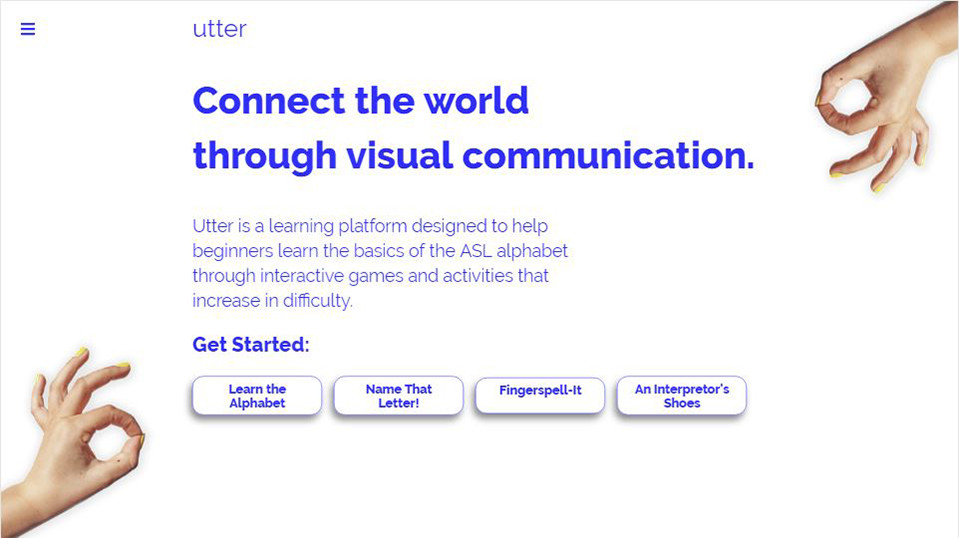 utter
Connect the world
through visual communication.
Utter is a learning platform designed to help
beginners learn the basics of the ASL alphabet
through interactive games and activities that
increase in difficulty.
Get Started:
Learn the
Alphabet
Name That
Letter!
Fingerspell-It
An Interpretor's
Shoes